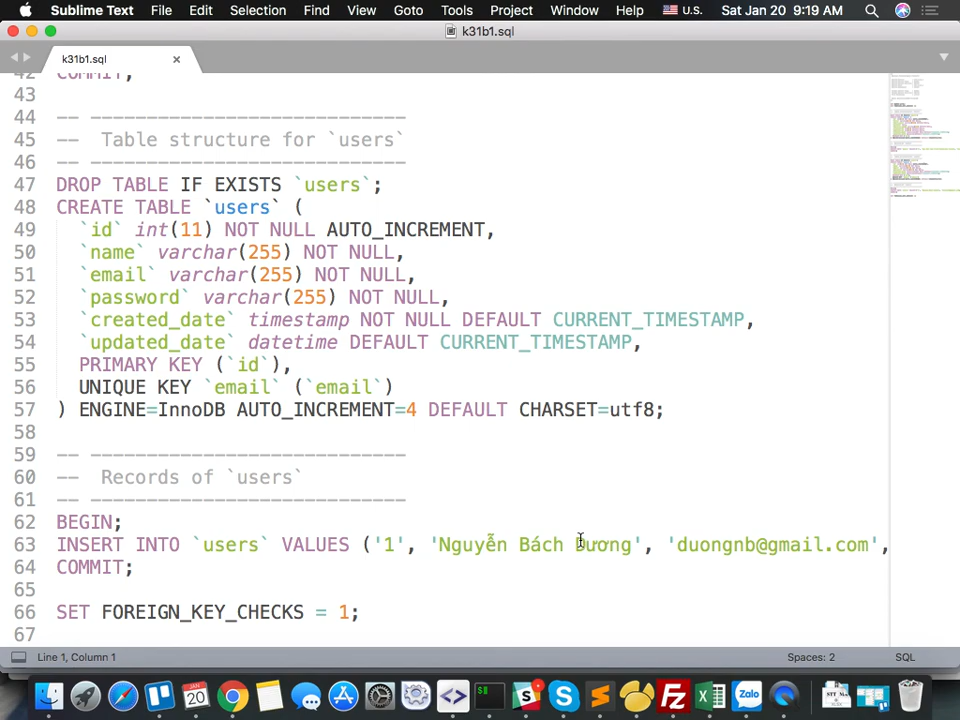 Sublime Text File Edit Selection Find View Goto Tools Project Window Help U.S. Sat Jan 20 9:19 AM
k31b1.sql
k31b1.sql
42 COMMIT;
43
44 -- ----------------------------
45 --  Table structure for `users`
46 -- ----------------------------
47 DROP TABLE IF EXISTS `users`;
48 CREATE TABLE `users` (
49   `id` int(11) NOT NULL AUTO_INCREMENT,
50   `name` varchar(255) NOT NULL,
51   `email` varchar(255) NOT NULL,
52   `password` varchar(255) NOT NULL,
53   `created_date` timestamp NOT NULL DEFAULT CURRENT_TIMESTAMP,
54   `updated_date` datetime DEFAULT CURRENT_TIMESTAMP,
55   PRIMARY KEY (`id`),
56   UNIQUE KEY `email` (`email`)
57 ) ENGINE=InnoDB AUTO_INCREMENT=4 DEFAULT CHARSET=utf8;
58
59 -- ----------------------------
60 --  Records of `users`
61 -- ----------------------------
62 BEGIN;
63 INSERT INTO `users` VALUES ('1', 'Nguyễn Bách Dương', 'duongnb@gmail.com',
64 COMMIT;
65
66 SET FOREIGN_KEY_CHECKS = 1;
67
Line 1, Column 1 Spaces: 2 SQL
JAN 20
Zalo